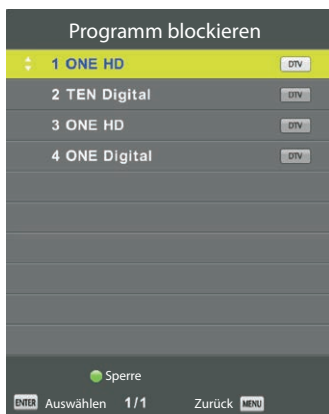 Programm blockieren
1 ONE HD DTV
2 TEN Digital DTV
3 ONE HD DTV
4 ONE Digital DTV
Sperre
ENTER Auswählen 1/1 Zurück MENU